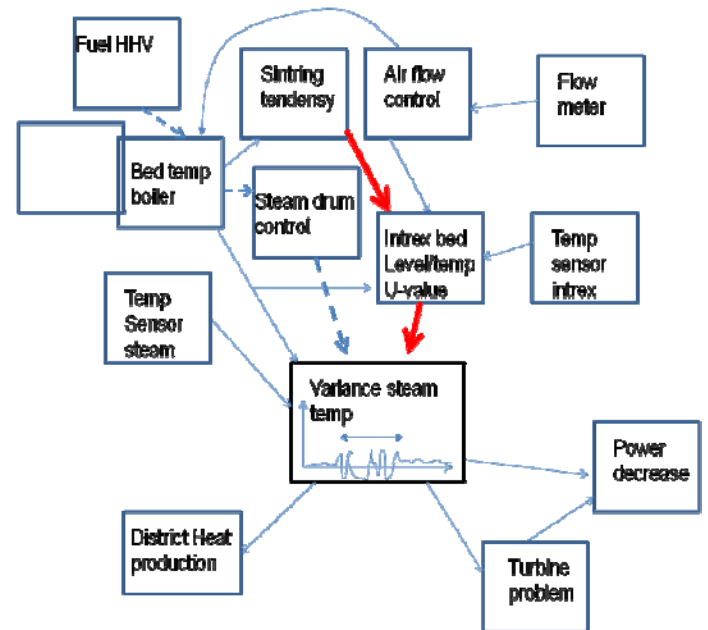 Fuel HHV
Sintring
tendensy
Air flow
control
Flow
meter
Bed temp
boiler
Steam drum
control
Intrex bed
Level/temp
U-value
Temp
sensor
intrex
Temp
Sensor
steam
Variance steam
temp
Power
decrease
District Heat
production
Turbine
problem